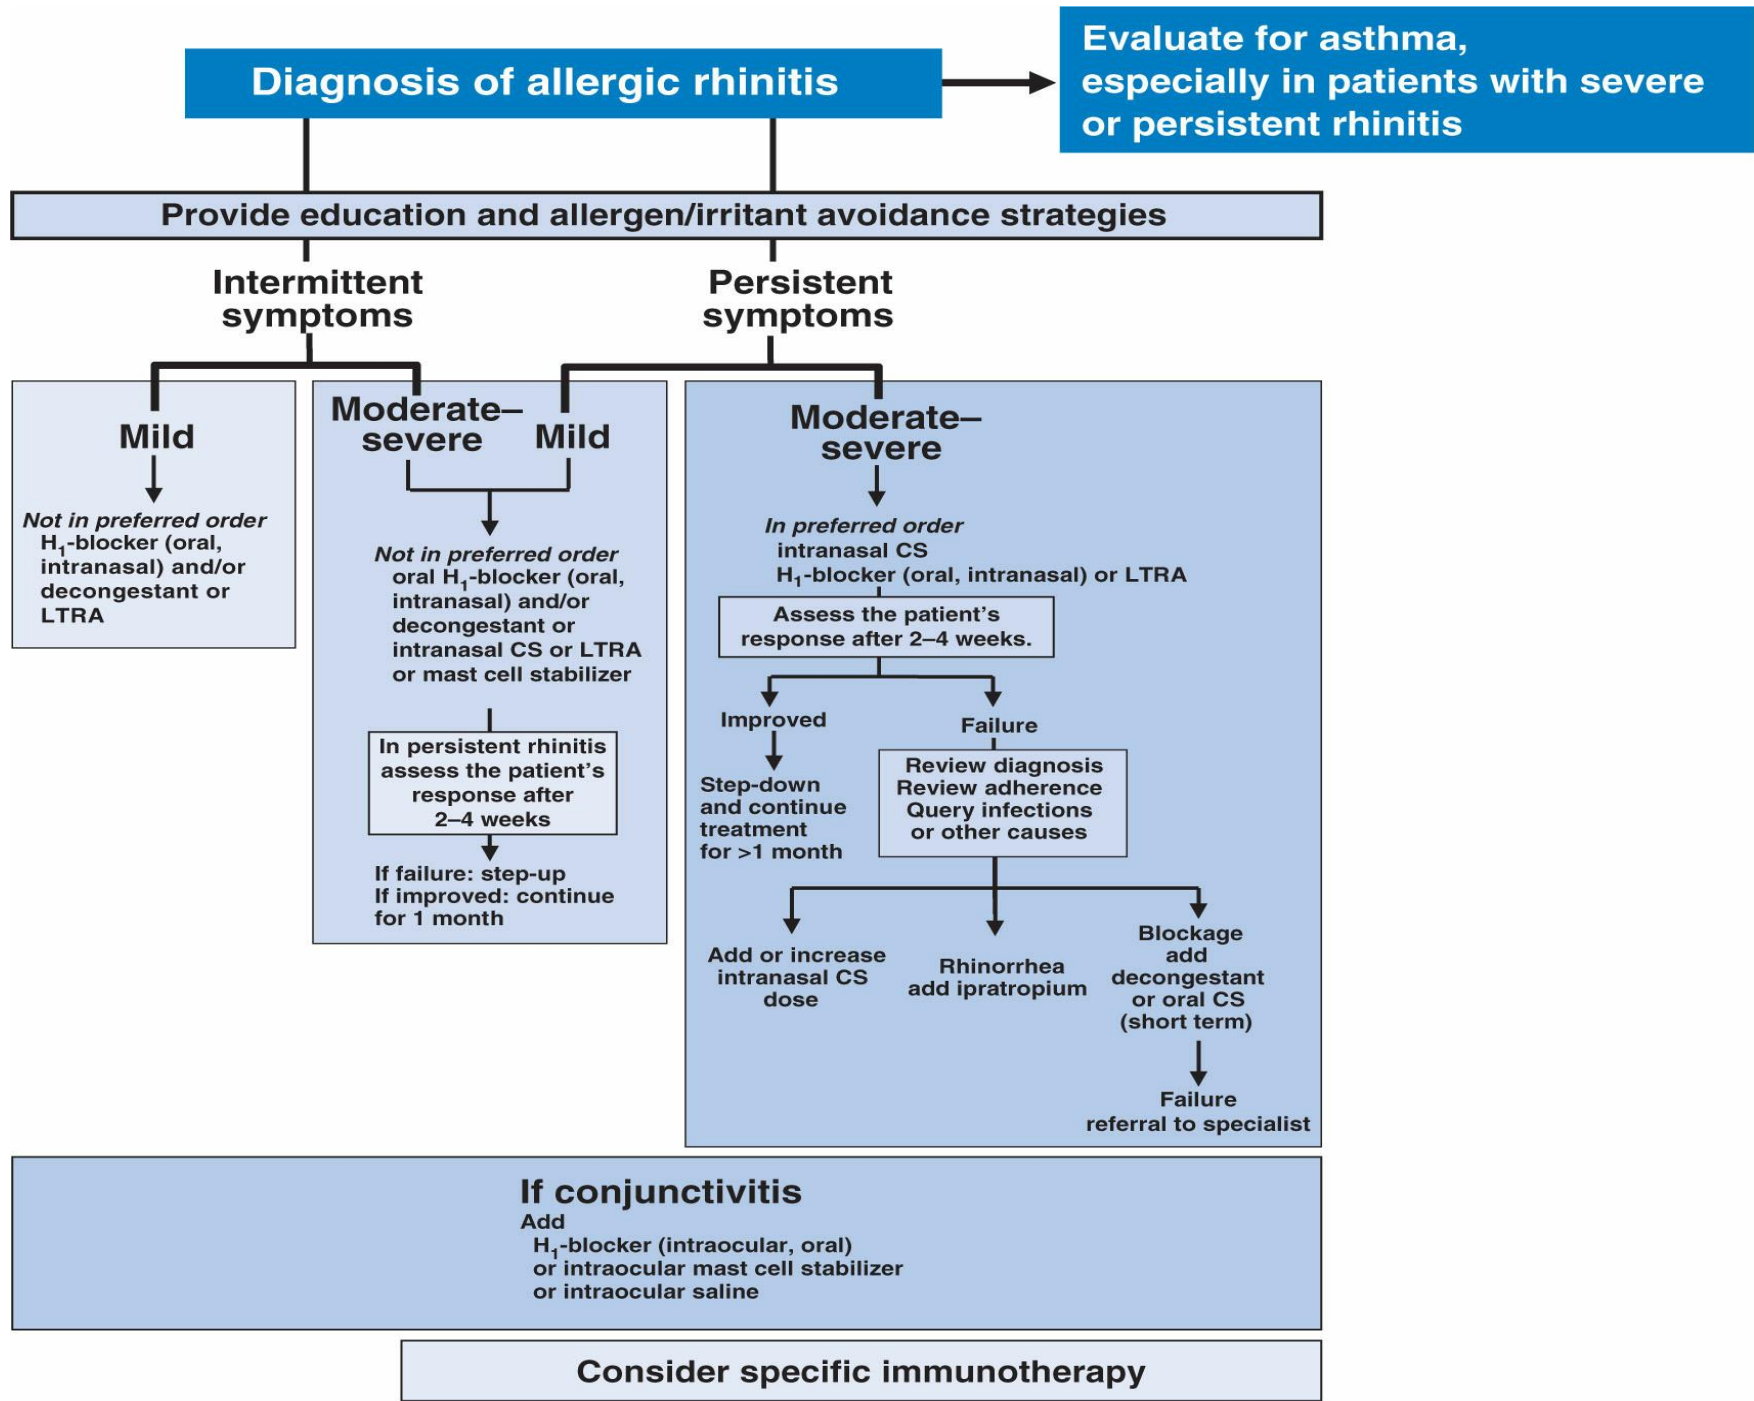 Diagnosis of allergic rhinitis
Evaluate for asthma,
especially in patients with severe
or persistent rhinitis
Provide education and allergen/irritant avoidance strategies
Intermittent
symptoms
Persistent
symptoms
Mild
Not in preferred order
H1-blocker (oral,
intranasal) and/or
decongestant or
LTRA
Moderate–
severe
Mild
Not in preferred order
oral H1-blocker (oral,
intranasal) and/or
decongestant or
intranasal CS or LTRA
or mast cell stabilizer
In persistent rhinitis
assess the patient's
response after
2–4 weeks
If failure: step-up
If improved: continue
for 1 month
Moderate–
severe
In preferred order
intranasal CS
H1-blocker (oral, intranasal) or LTRA
Assess the patient's
response after 2–4 weeks.
Improved
Step-down
and continue
treatment
for >1 month
Failure
Review diagnosis
Review adherence
Query infections
or other causes
Add or increase
intranasal CS
dose
Rhinorrhea
add ipratropium
Blockage
add
decongestant
or oral CS
(short term)
Failure
referral to specialist
If conjunctivitis
Add
H1-blocker (intraocular, oral)
or intraocular mast cell stabilizer
or intraocular saline
Consider specific immunotherapy